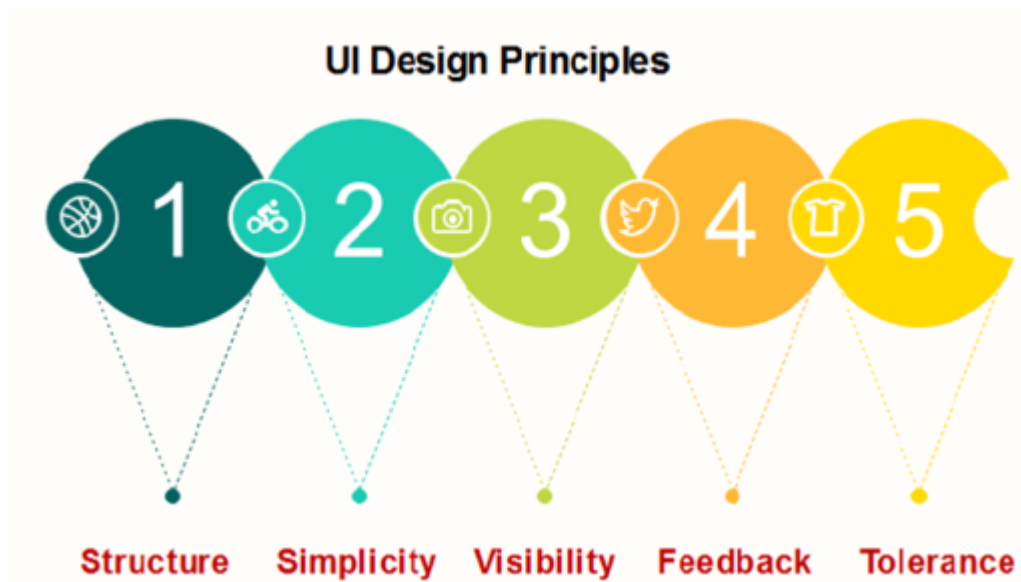 UI Design Principles
1 2 3 4 5
Structure Simplicity Visibility Feedback Tolerance